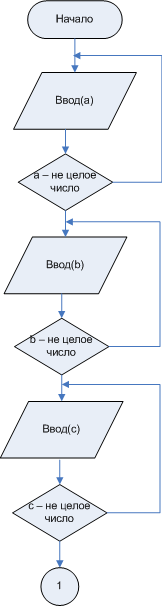 Начало
Ввод(a)
a – не целое
число
Ввод(b)
b – не целое
число
Ввод(c)
c – не целое
число
1